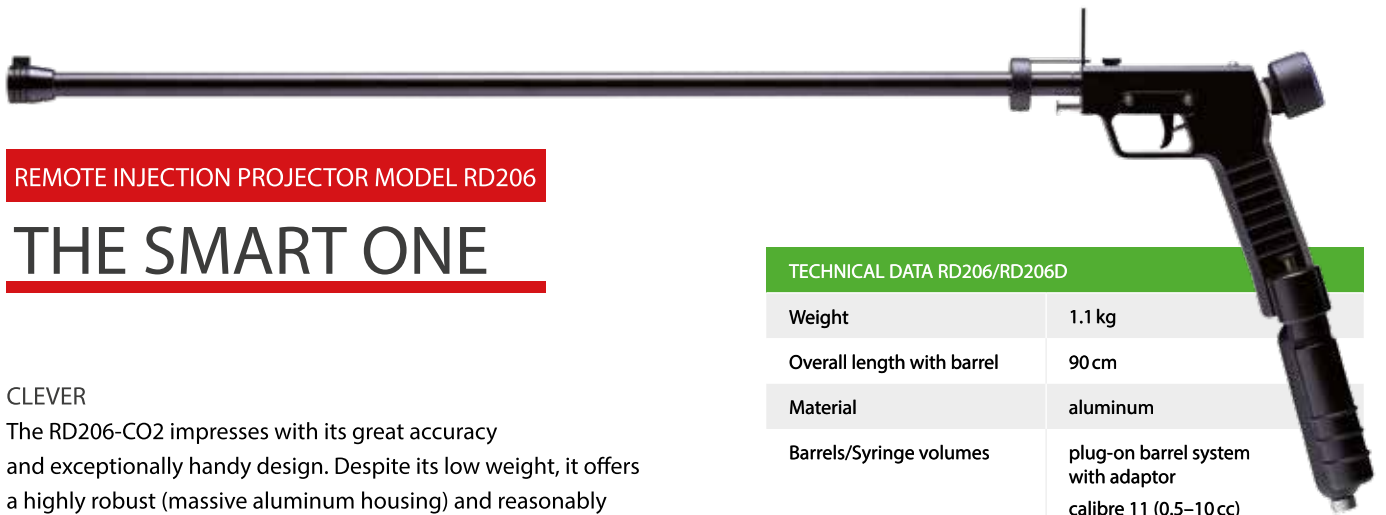 REMOTE INJECTION PROJECTOR MODEL RD206
THE SMART ONE
CLEVER
The RD206-CO2 impresses with its great accuracy
and exceptionally handy design. Despite its low weight, it offers
a highly robust (massive aluminum housing) and reasonably
TECHNICAL DATA RD206/RD206D
Weight 1.1 kg
Overall length with barrel 90 cm
Material aluminum
Barrels/Syringe volumes plug-on barrel system
with adaptor
calibre 11 (0.5–10 cc)